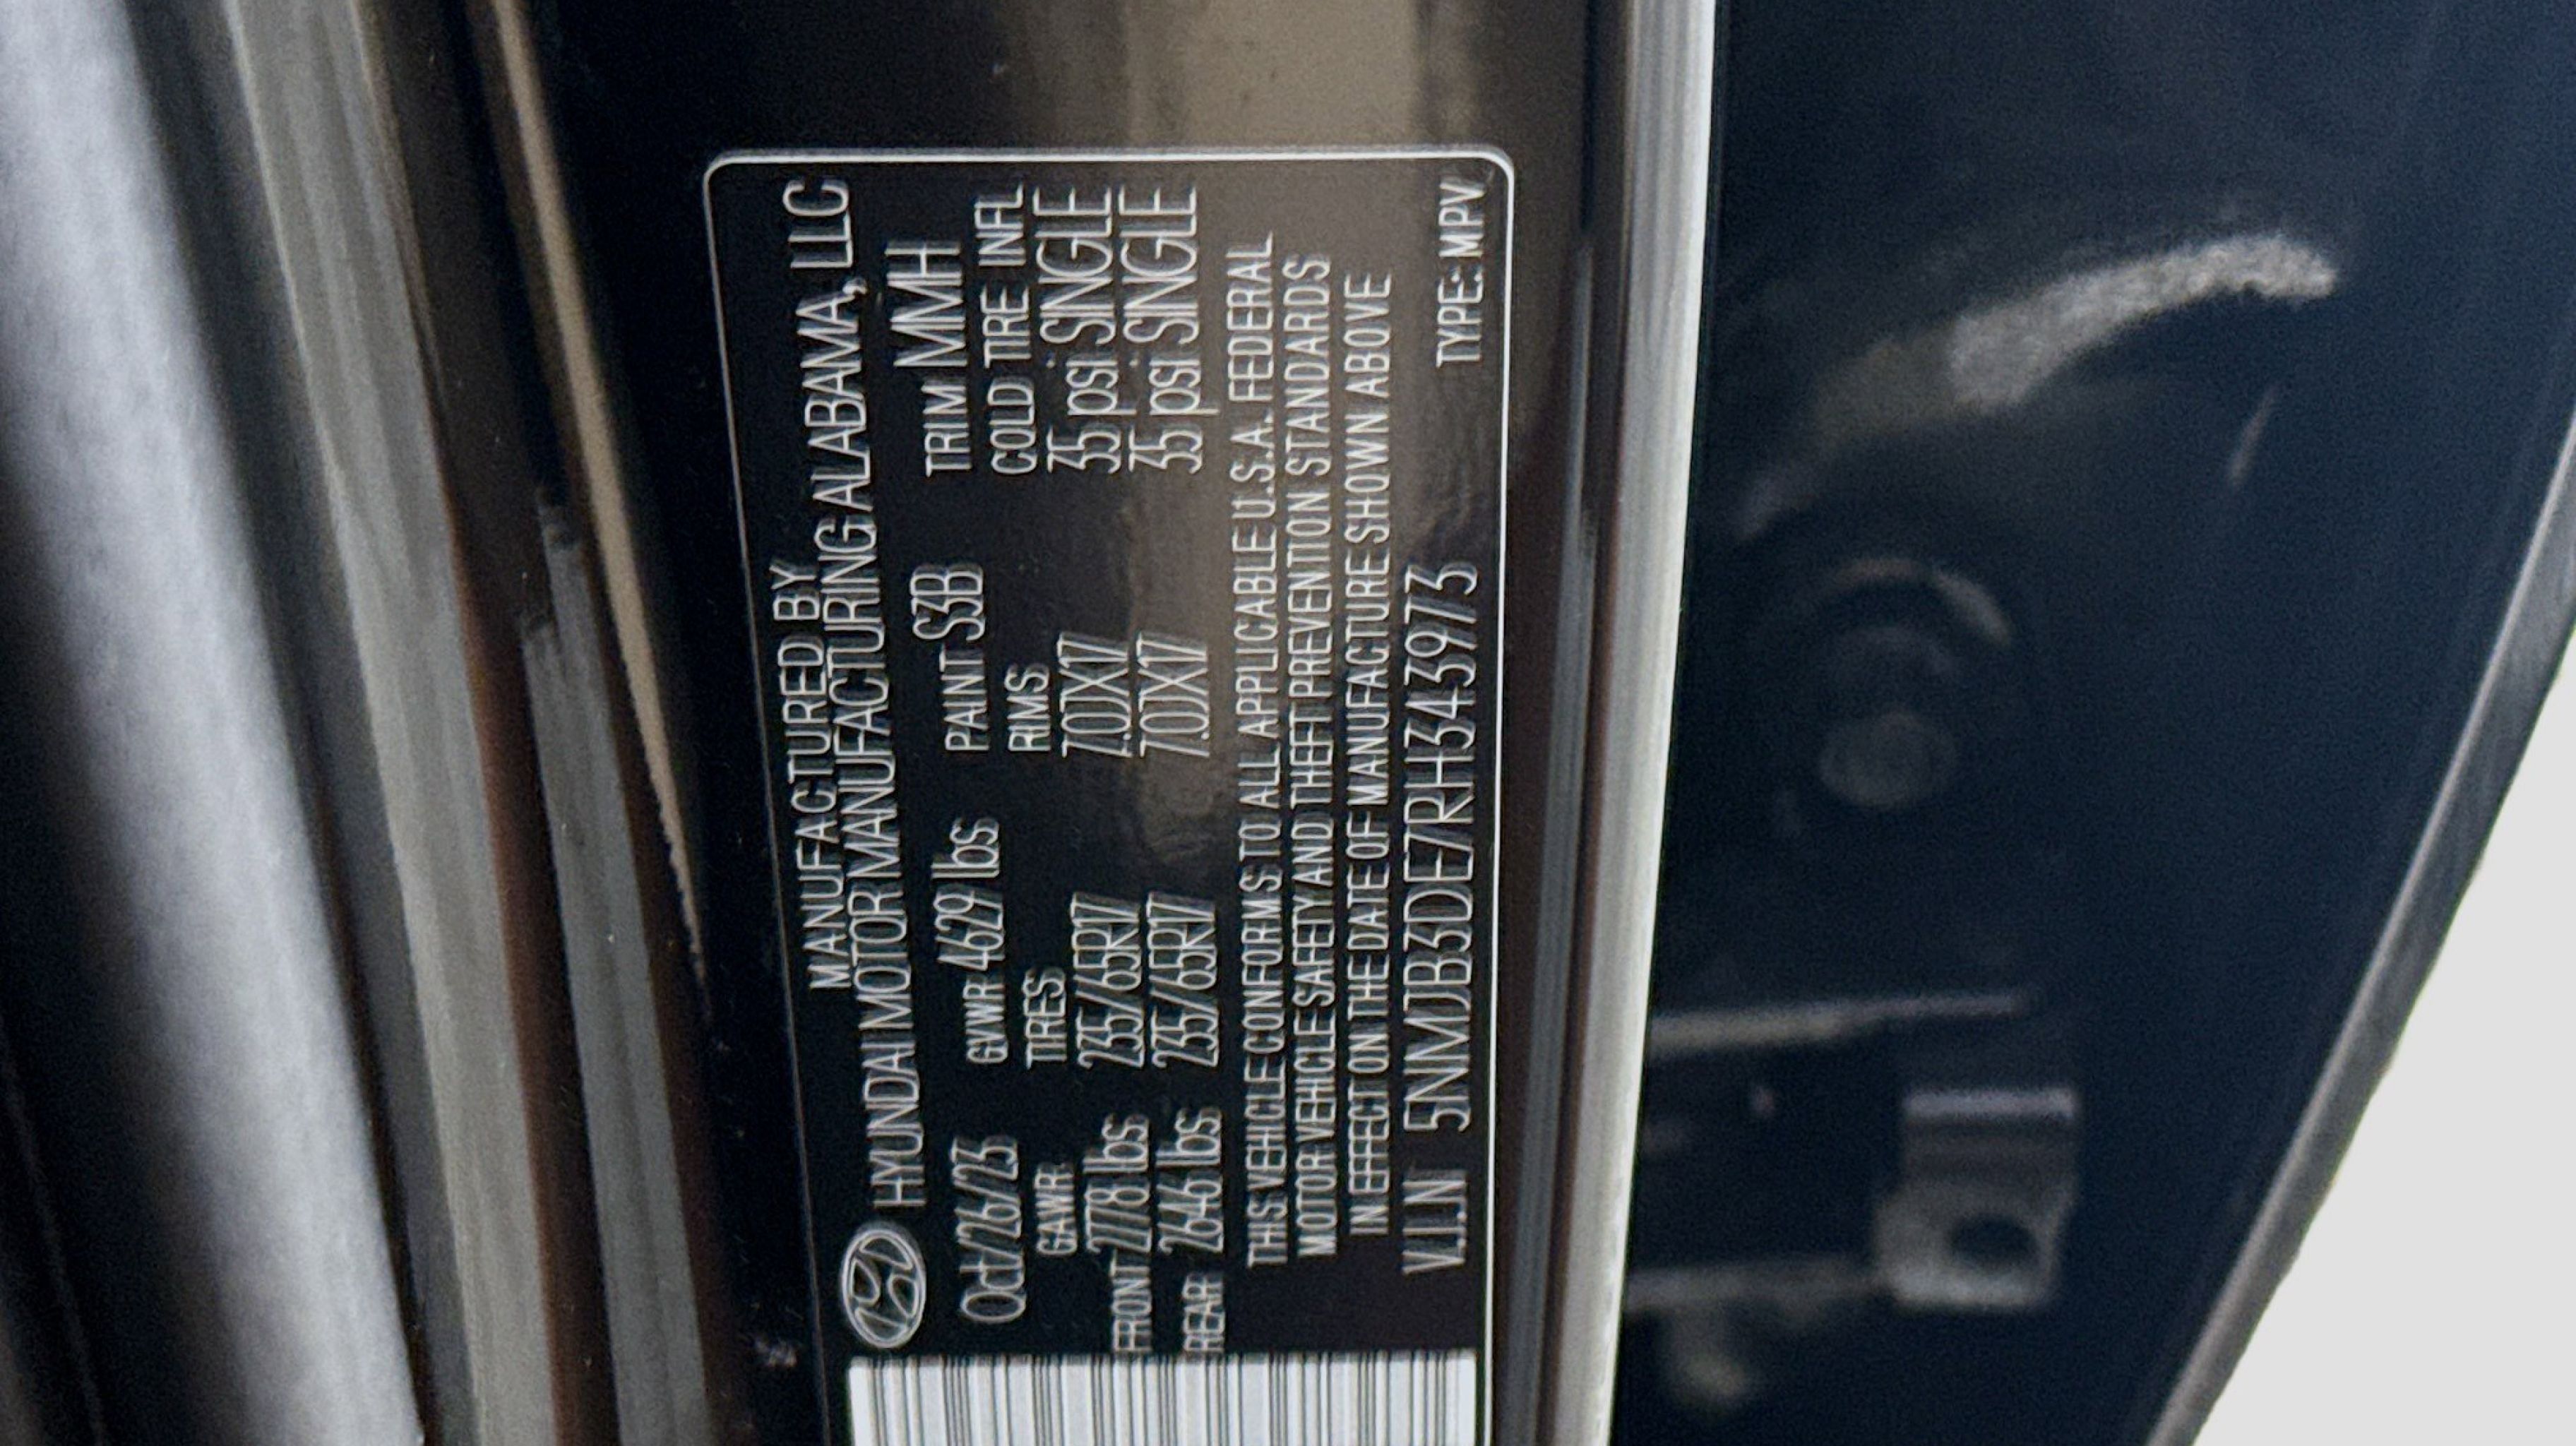 MANUFACTURED BY
HYUNDAI MOTOR MANUFACTURING ALABAMA, LLC
Oct/26/23 GVWR 4629 lbs PAINT S3B TRIM MMH
GAWR TIRES RIMS COLD TIRE INFL
FRONT 2778 lbs 235/65R17 7.0JX17 35 psi SINGLE
REAR 2646 lbs 235/65R17 7.0JX17 35 psi SINGLE
THIS VEHICLE CONFORMS TO ALL APPLICABLE U.S.A. FEDERAL
MOTOR VEHICLE SAFETY AND THEFT PREVENTION STANDARDS
IN EFFECT ON THE DATE OF MANUFACTURE SHOWN ABOVE
V.I.N 5NMJB3DE7RH343973 TYPE: MPV